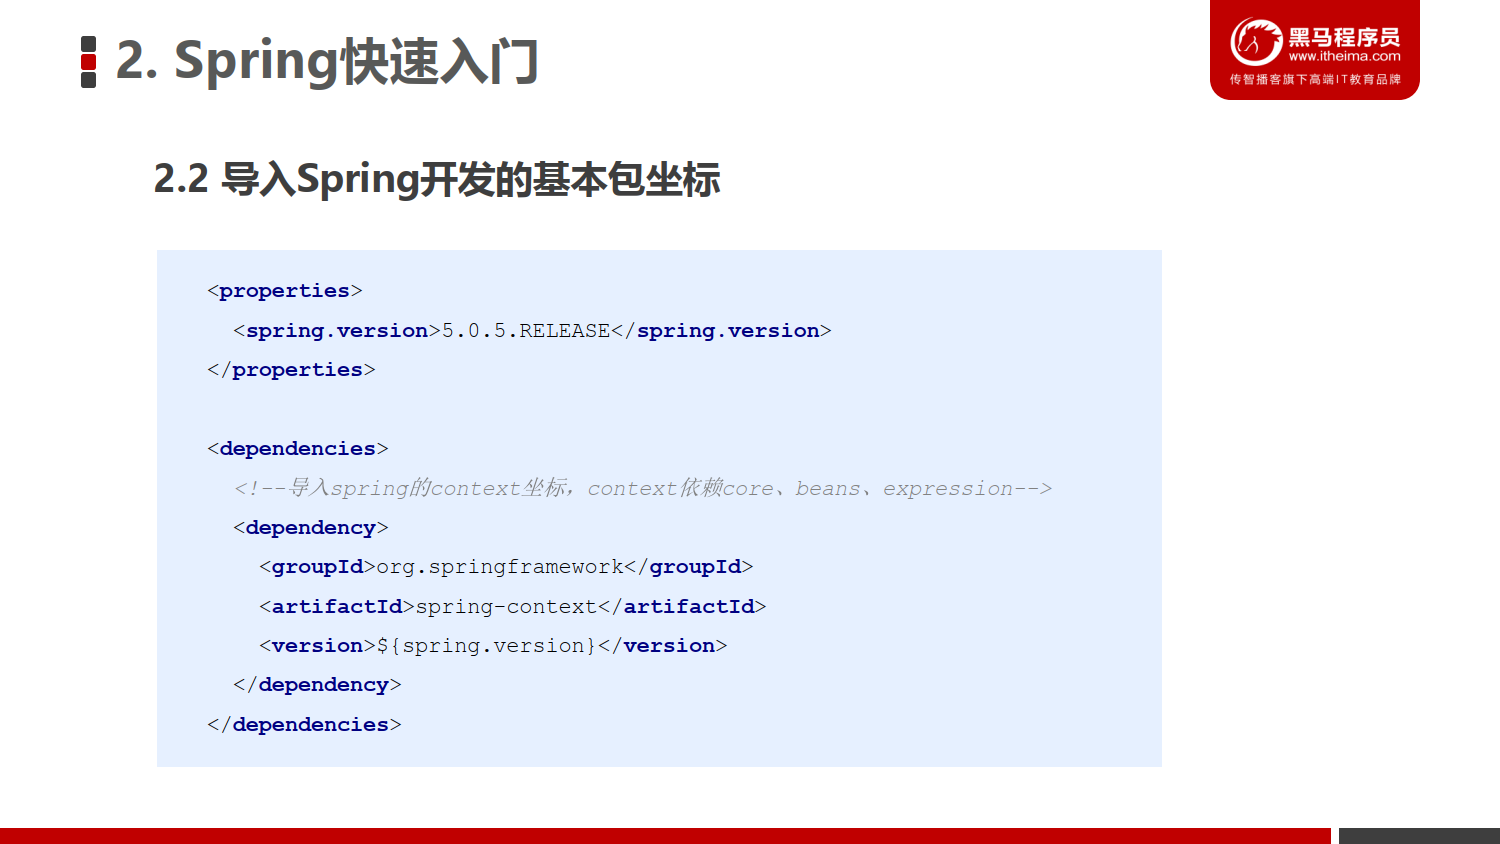 2. Spring快速入门
黑马程序员
www.itheima.com
传智播客旗下高端IT教育品牌
2.2 导入Spring开发的基本包坐标
<properties>
  <spring.version>5.0.5.RELEASE</spring.version>
</properties>
<dependencies>
  <!--导入spring的context坐标，context依赖core、beans、expression-->
  <dependency>
    <groupId>org.springframework</groupId>
    <artifactId>spring-context</artifactId>
    <version>${spring.version}</version>
  </dependency>
</dependencies>